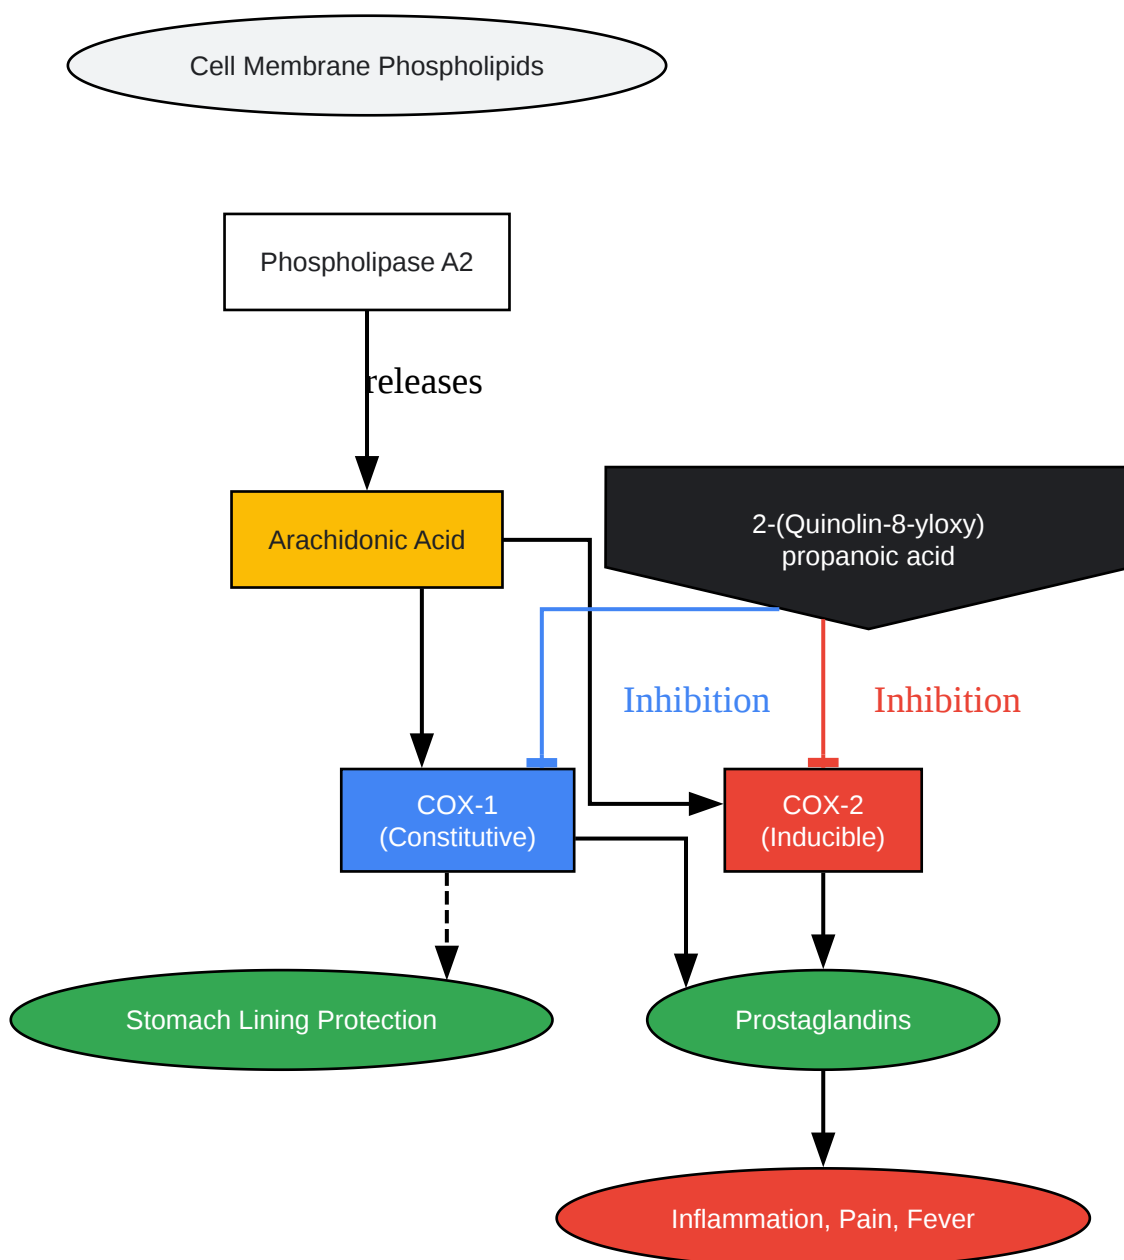 Cell Membrane Phospholipids
Phospholipase A2
releases
Arachidonic Acid
2-(Quinolin-8-yloxy)
propanoic acid
Inhibition
Inhibition
COX-1
(Constitutive)
COX-2
(Inducible)
Stomach Lining Protection
Prostaglandins
Inflammation, Pain, Fever